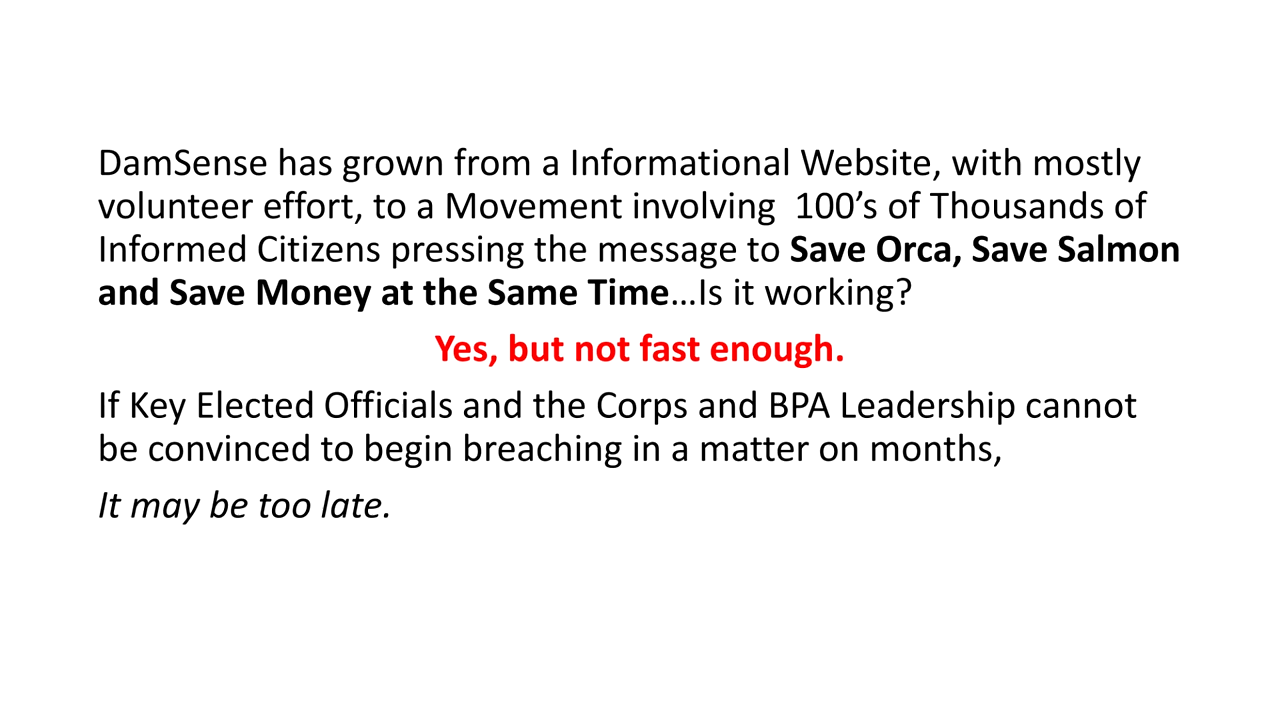 DamSense has grown from a Informational Website, with mostly
volunteer effort, to a Movement involving  100’s of Thousands of
Informed Citizens pressing the message to Save Orca, Save Salmon
and Save Money at the Same Time…Is it working?
Yes, but not fast enough.
If Key Elected Officials and the Corps and BPA Leadership cannot
be convinced to begin breaching in a matter on months,
It may be too late.